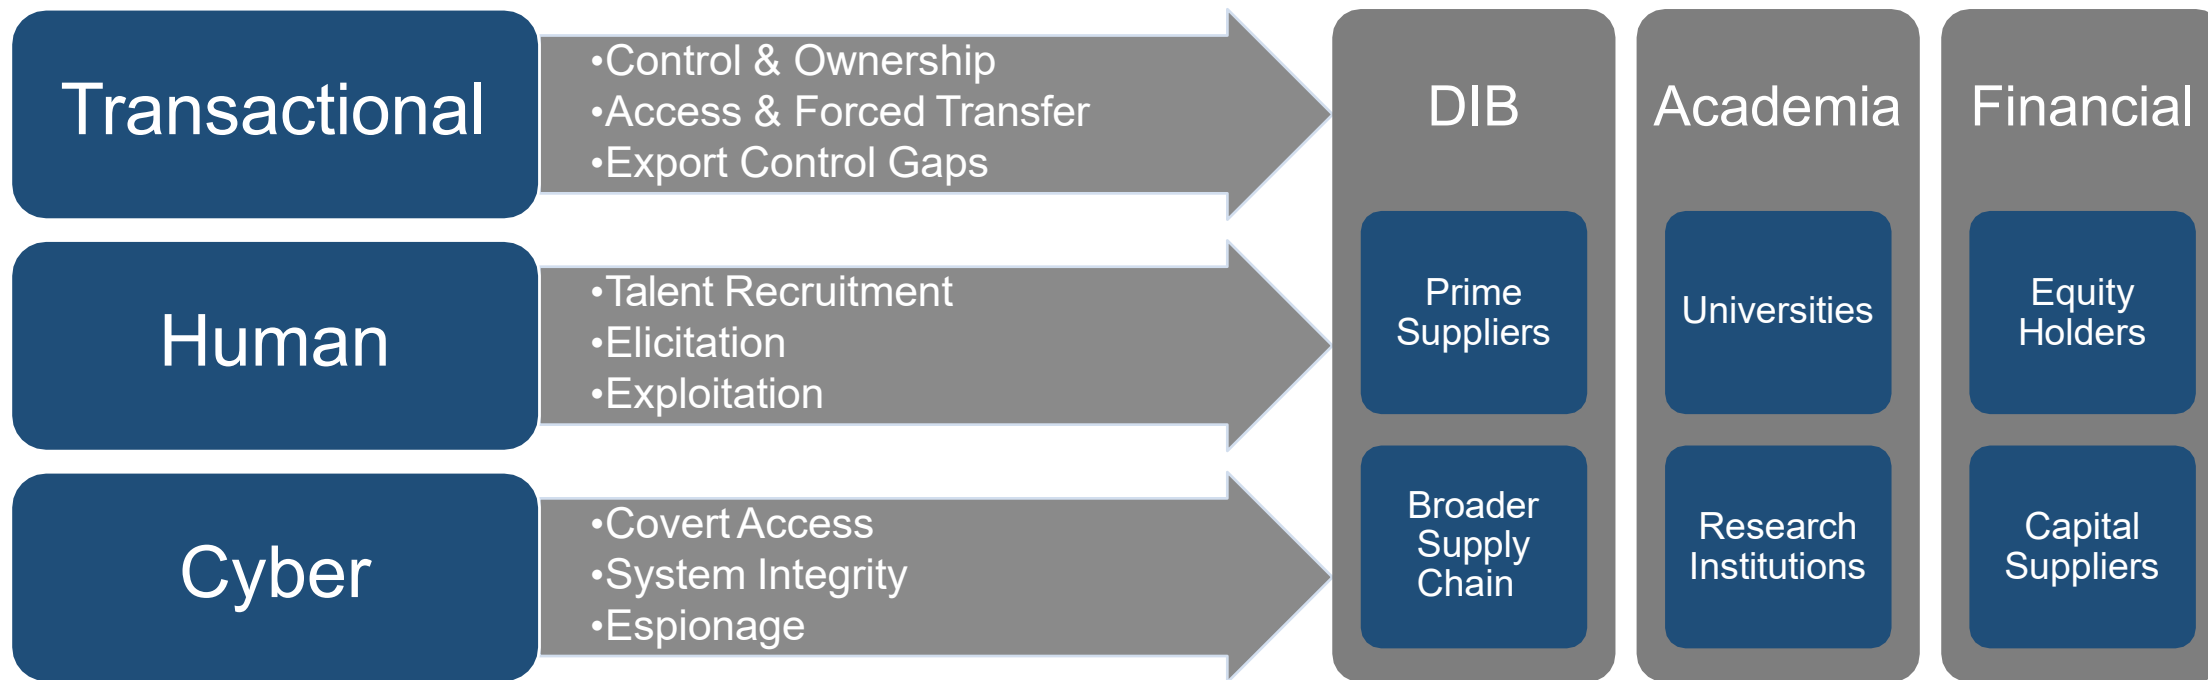 Transactional
•Control & Ownership
•Access & Forced Transfer
•Export Control Gaps
Human
•Talent Recruitment
•Elicitation
•Exploitation
Cyber
•Covert Access
•System Integrity
•Espionage
DIB
Prime
Suppliers
Broader
Supply
Chain
Academia
Universities
Research
Institutions
Financial
Equity
Holders
Capital
Suppliers